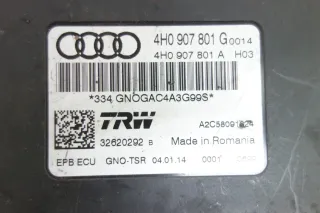 4H0 907 801 G 0014
4H0 907 801 A H03
*334 GNOGAC4A3G99S*
TRW
32620292 B
Made in Romania
EPB ECU GNO-TSR 04.01.14 0001